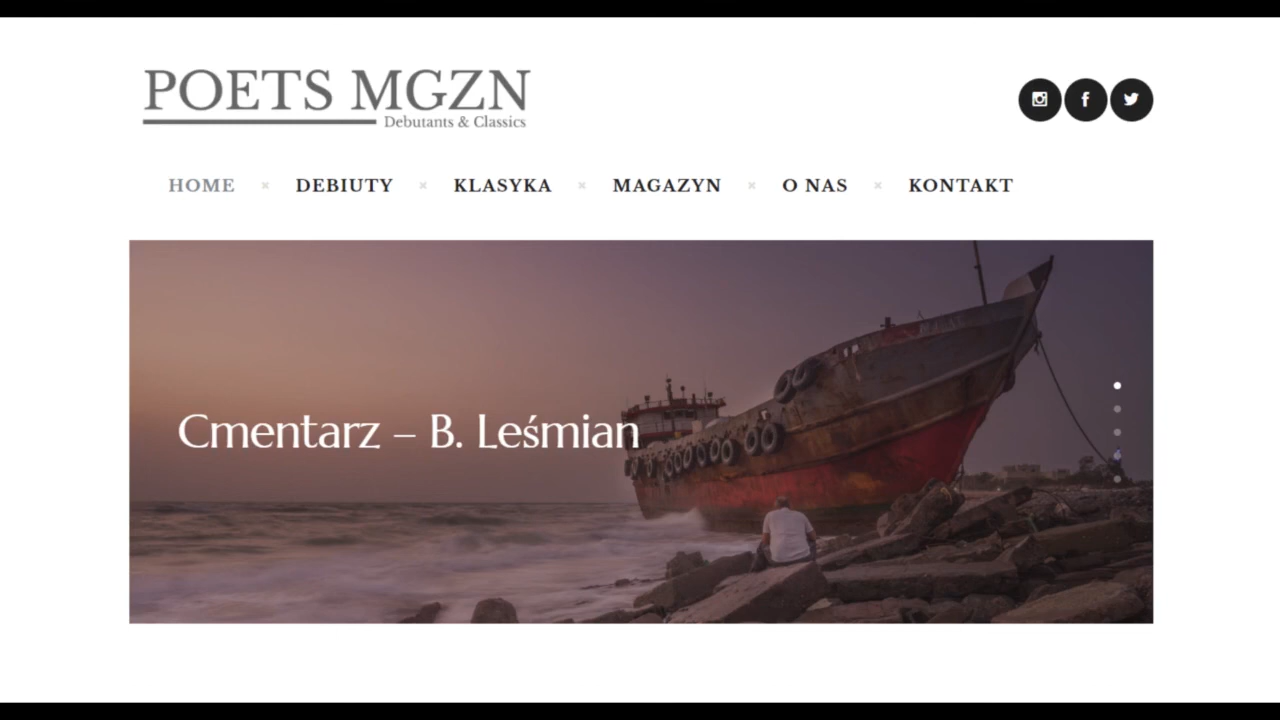 POETS MGZN
Debutants & Classics
HOME × DEBIUTY × KLASYKA × MAGAZYN × O NAS × KONTAKT
Cmentarz – B. Leśmian